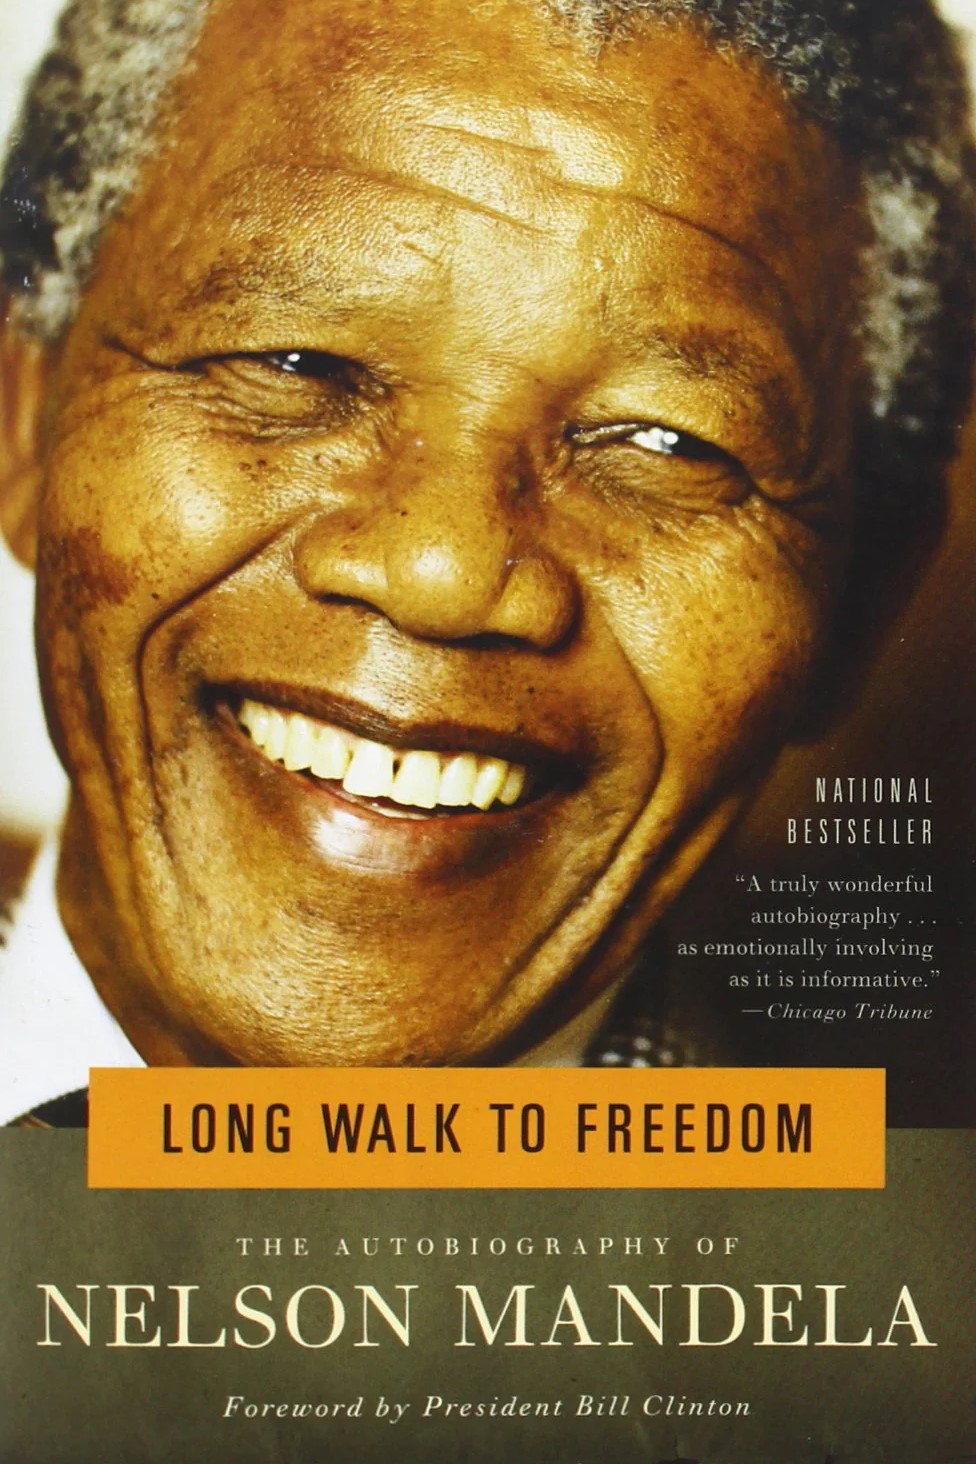 NATIONAL
BESTSELLER
“A truly wonderful
autobiography . . .
as emotionally involving
as it is informative.”
—Chicago Tribune
LONG WALK TO FREEDOM
THE AUTOBIOGRAPHY OF
NELSON MANDELA
Foreword by President Bill Clinton